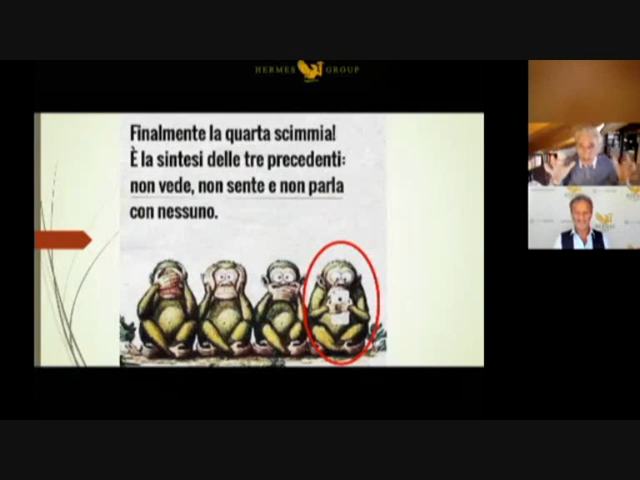 HERMES GROUP
Finalmente la quarta scimmia!
È la sintesi delle tre precedenti:
non vede, non sente e non parla
con nessuno.